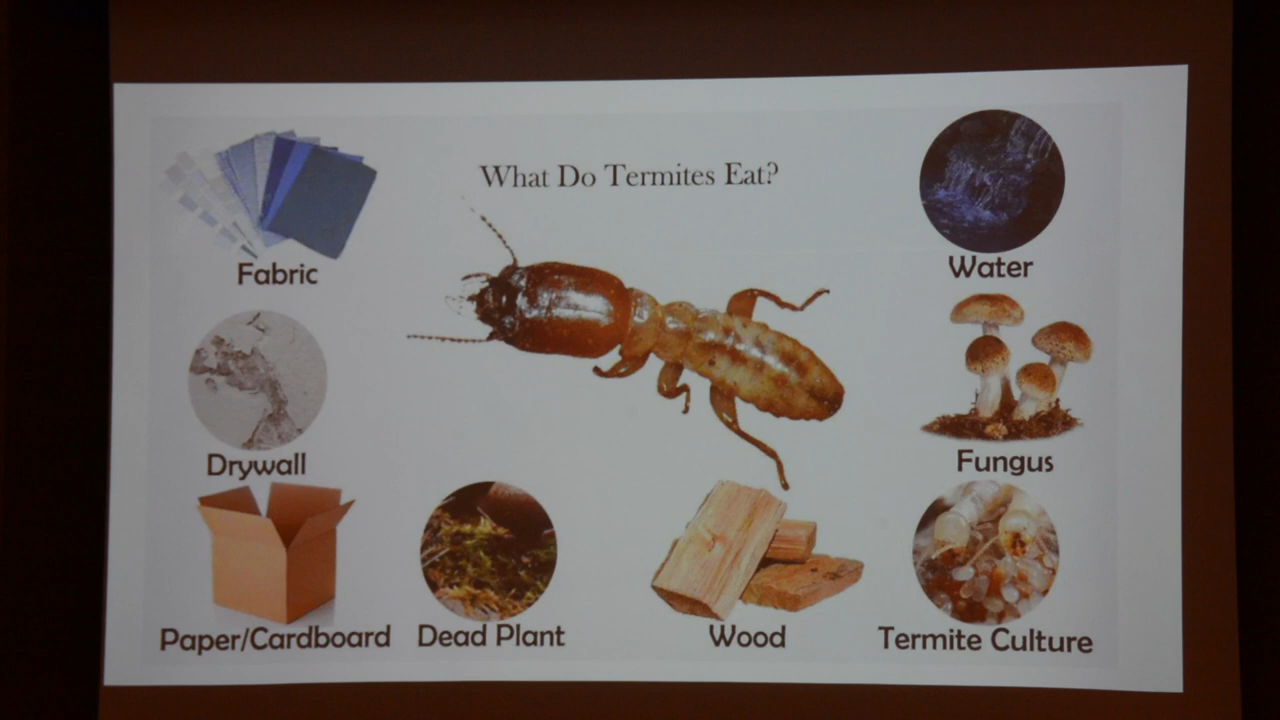 What Do Termites Eat?
Fabric
Water
Drywall
Fungus
Paper/Cardboard
Dead Plant
Wood
Termite Culture